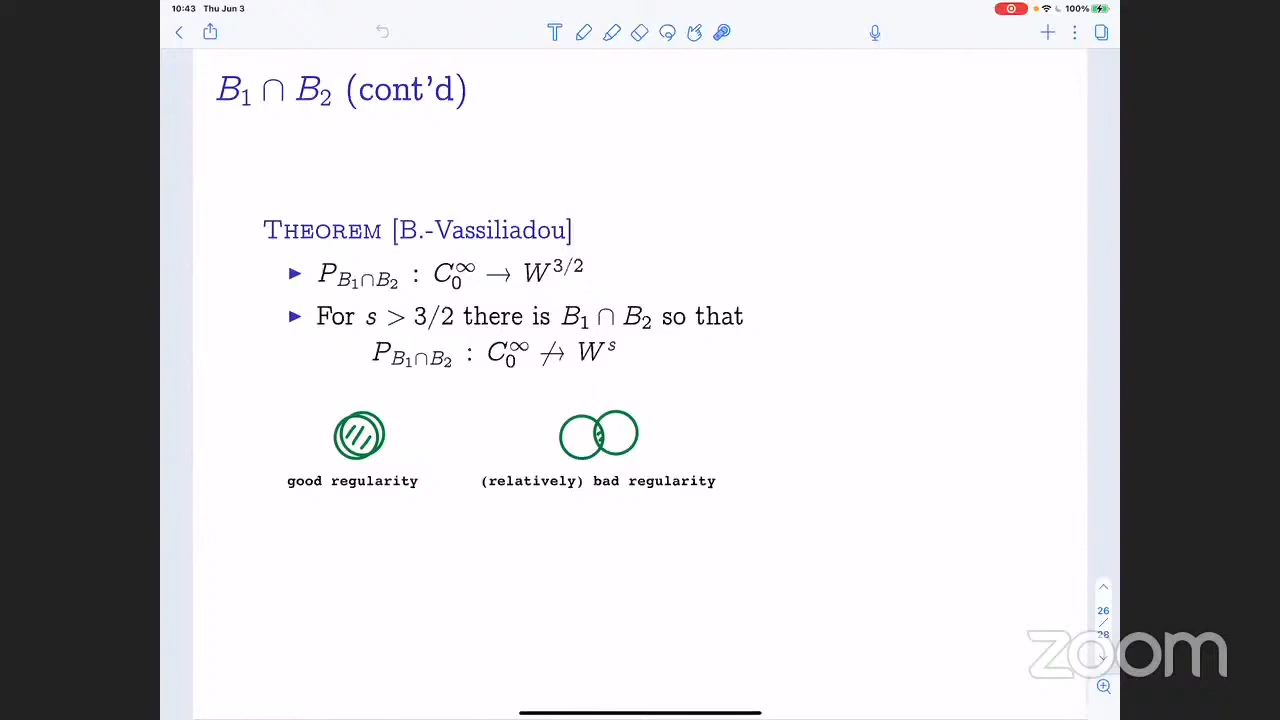 10:43 Thu Jun 3
100%
B₁ ∩ B₂ (cont'd)
THEOREM [B.-Vassiliadou]
▶ P_{B₁∩B₂} : C₀^∞ → W^{3/2}
▶ For s > 3/2 there is B₁ ∩ B₂ so that
P_{B₁∩B₂} : C₀^∞ ↛ W^s
good regularity
(relatively) bad regularity
26
/
28
zoom